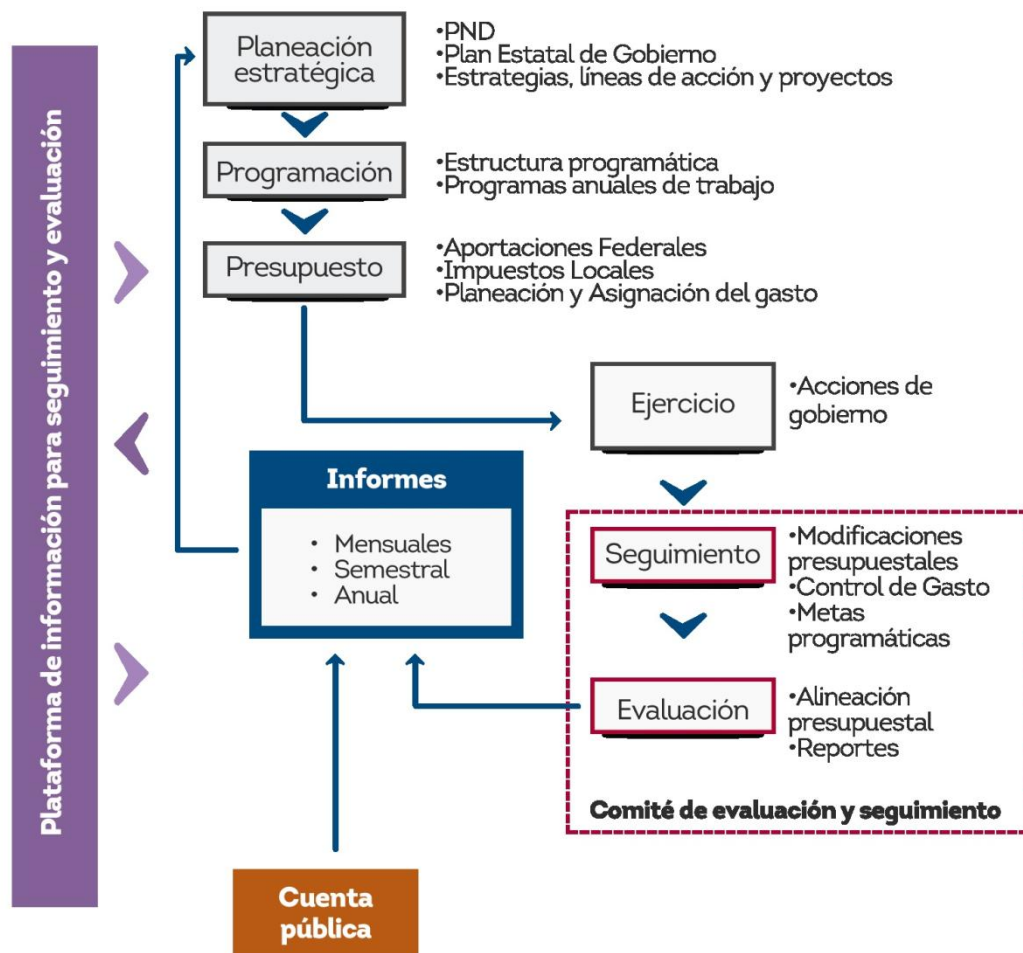 Plataforma de información para seguimiento y evaluación
Planeación
estratégica
•PND
•Plan Estatal de Gobierno
•Estrategias, líneas de acción y proyectos
Programación
•Estructura programática
•Programas anuales de trabajo
Presupuesto
•Aportaciones Federales
•Impuestos Locales
•Planeación y Asignación del gasto
Ejercicio
•Acciones de
gobierno
Informes
• Mensuales
• Semestral
• Anual
Seguimiento
•Modificaciones
presupuestales
•Control de Gasto
•Metas
programáticas
Evaluación
•Alineación
presupuestal
•Reportes
Comité de evaluación y seguimiento
Cuenta
pública